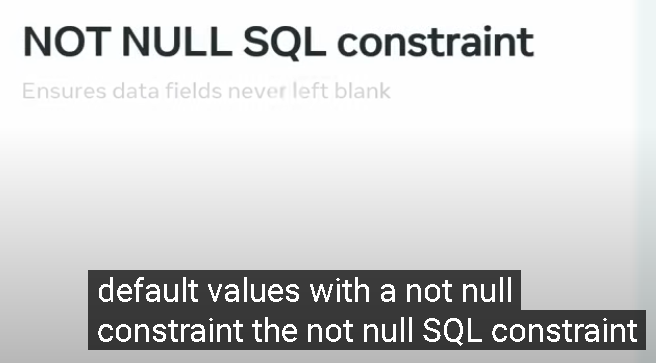 NOT NULL SQL constraint
Ensures data fields never left blank
default values with a not null
constraint the not null SQL constraint